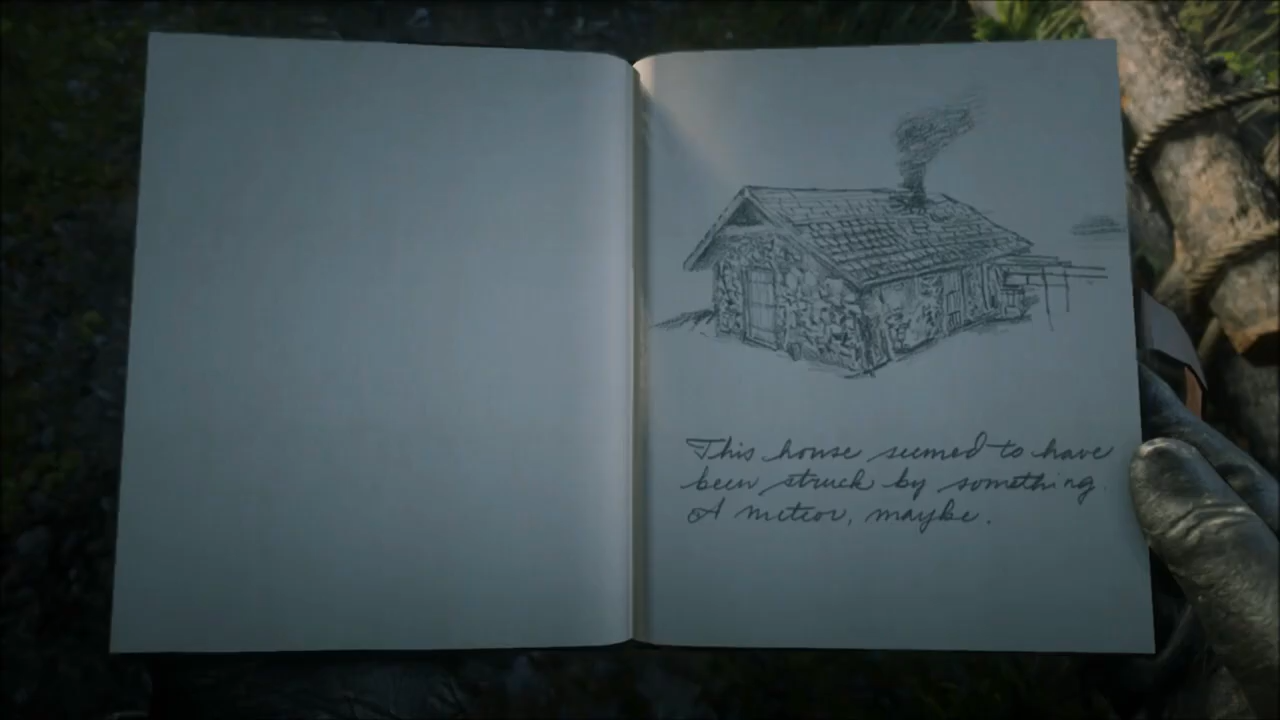 This house seemed to have
been struck by something.
A meteor, maybe.